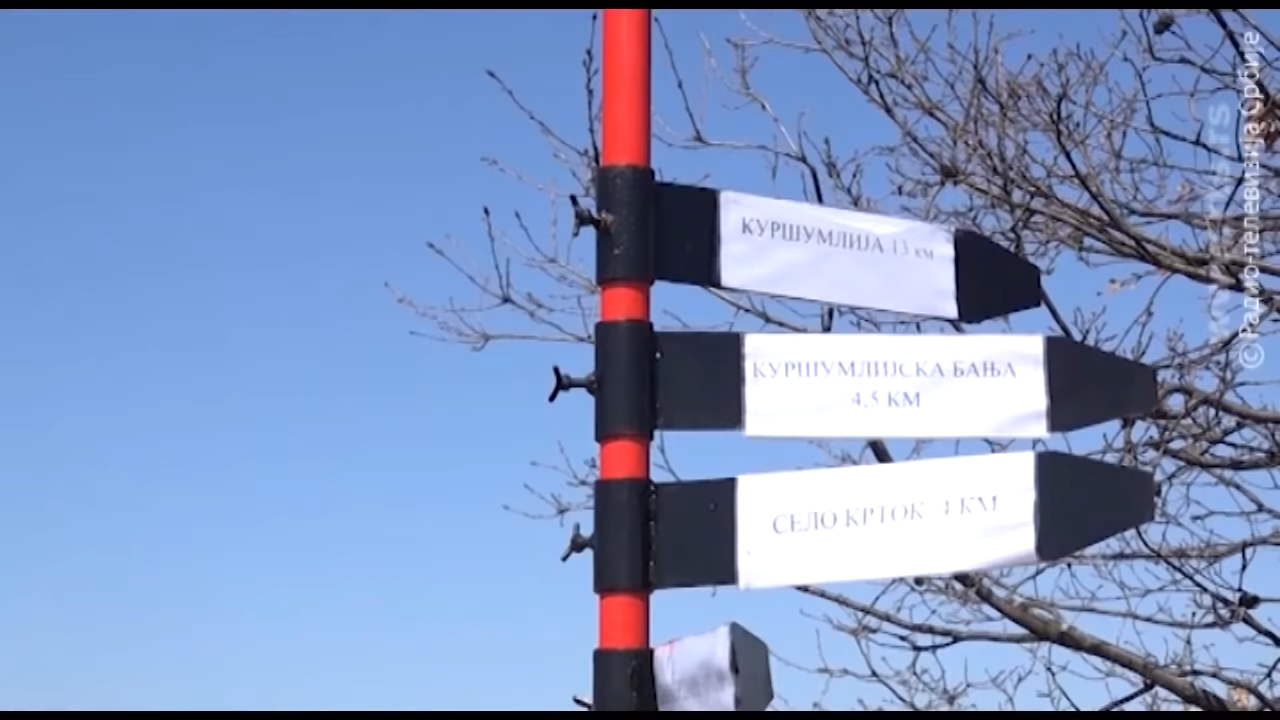 КУРШУМЛИЈА 13 км
КУРШУМЛИЈСКА БАЊА
4,5 КМ
СЕЛО КРТОК 4 КМ
© Радио-телевизија Србије